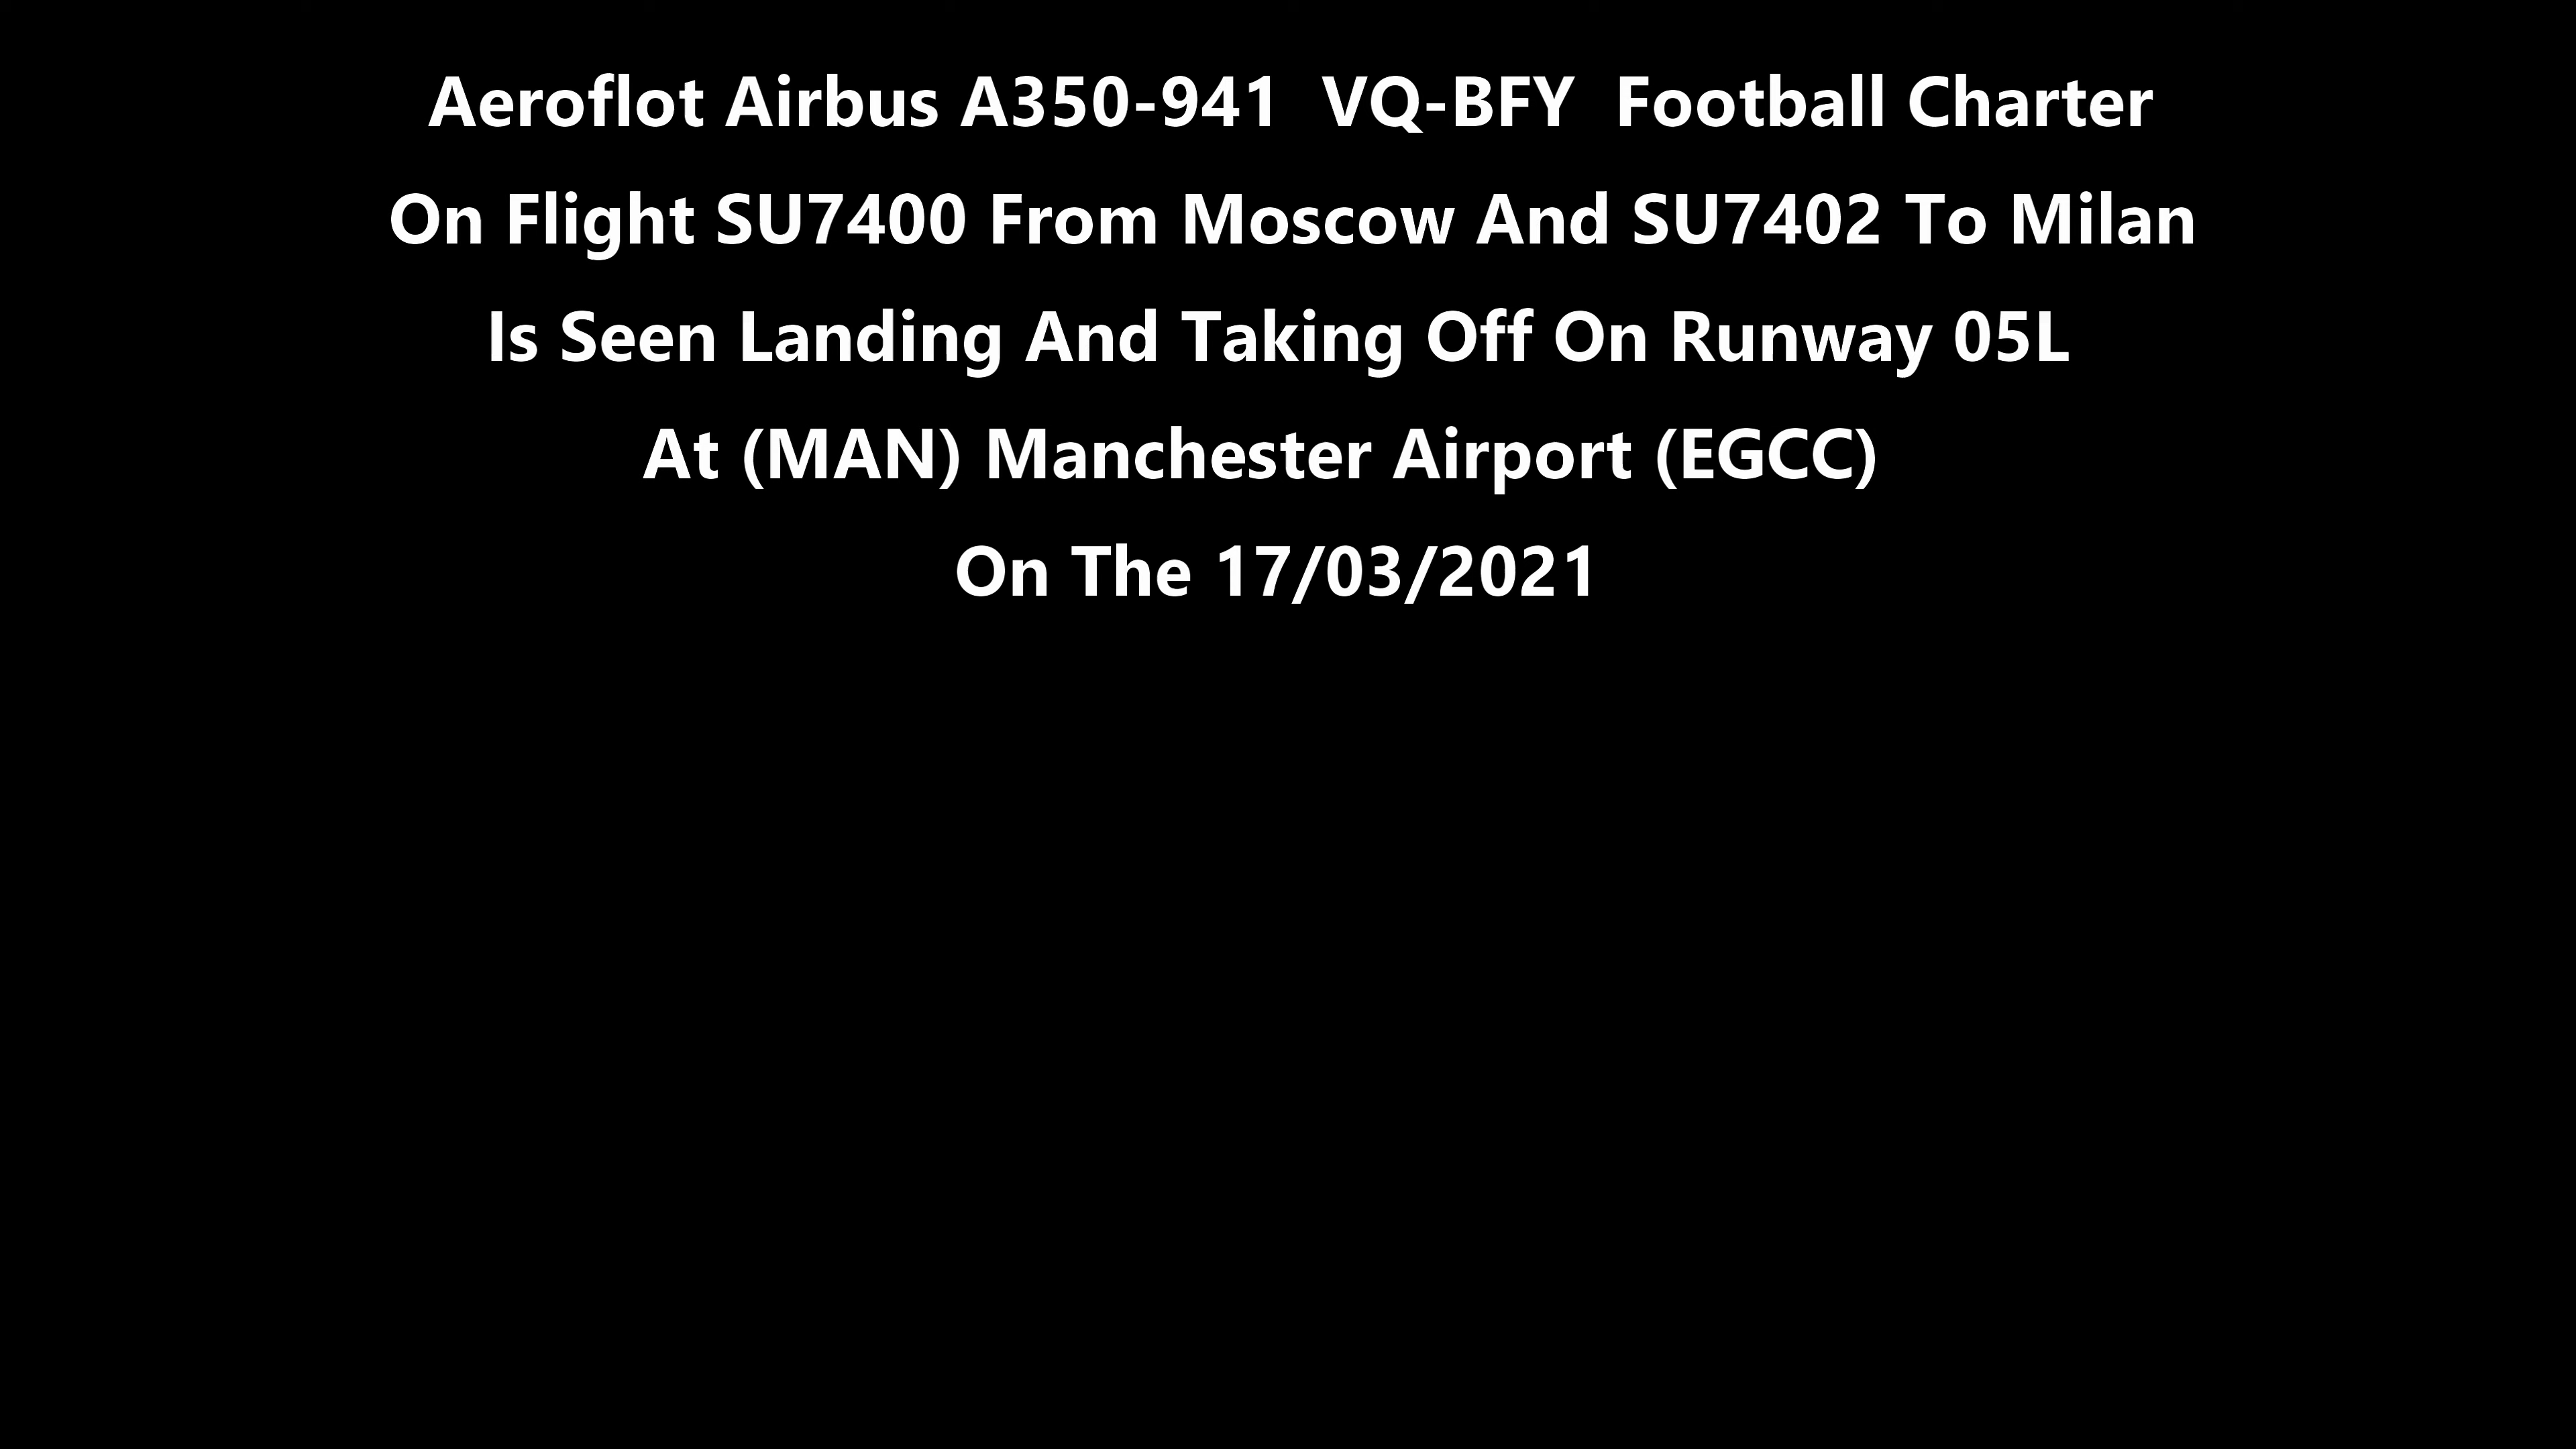 Aeroflot Airbus A350-941  VQ-BFY  Football Charter
On Flight SU7400 From Moscow And SU7402 To Milan
Is Seen Landing And Taking Off On Runway 05L
At (MAN) Manchester Airport (EGCC)
On The 17/03/2021